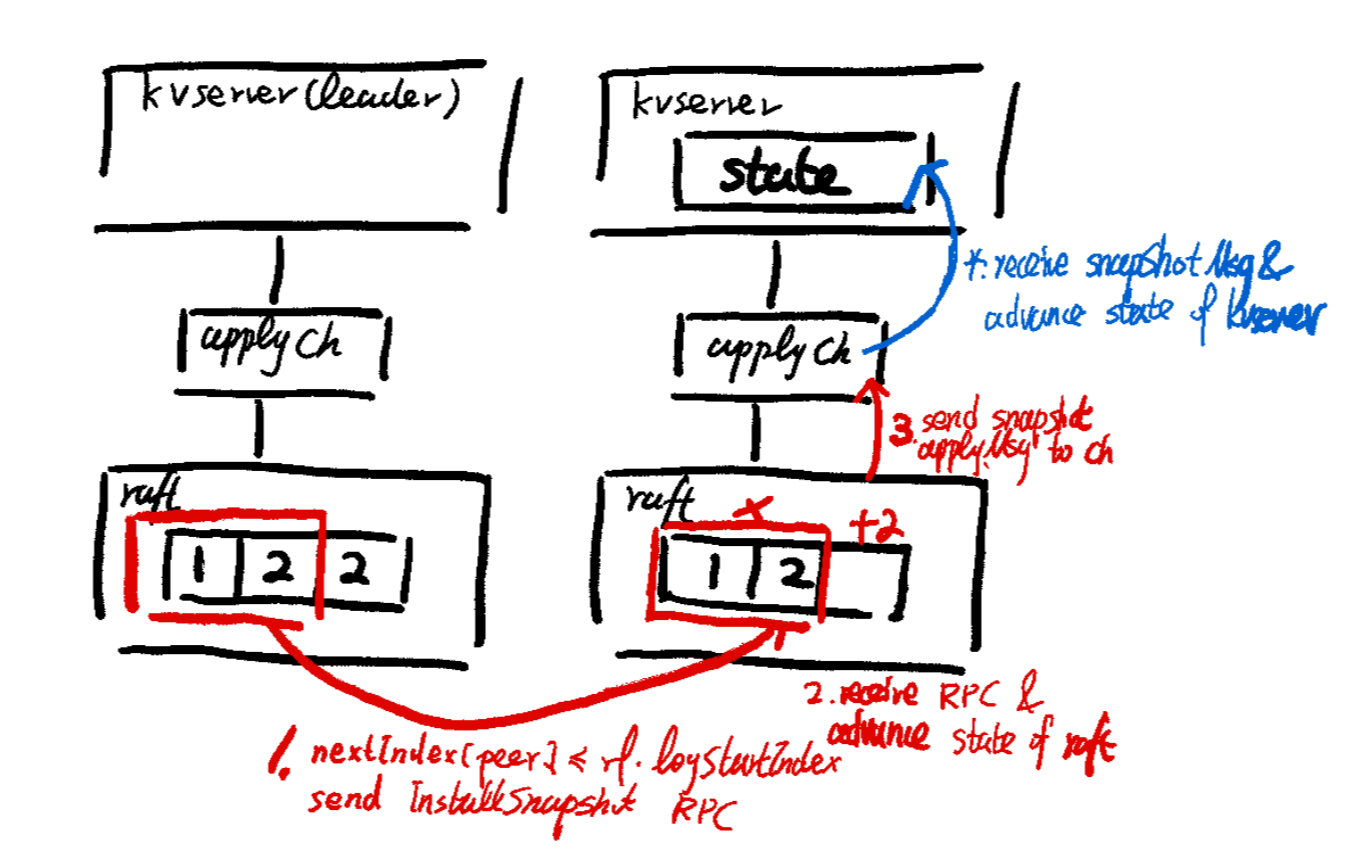 kvserver(leader)
kvserver
state
*.receive snapshot Msg &
advance state of kvserver
applyCh
applyCh
3. send snapshot
applyMsg to ch
raft
1 2 2
raft
x
+2
1 2
2.receive RPC &
advance state of raft
1. nextIndex[peer] ≤ rf.logStartIndex
send InstallSnapshot RPC